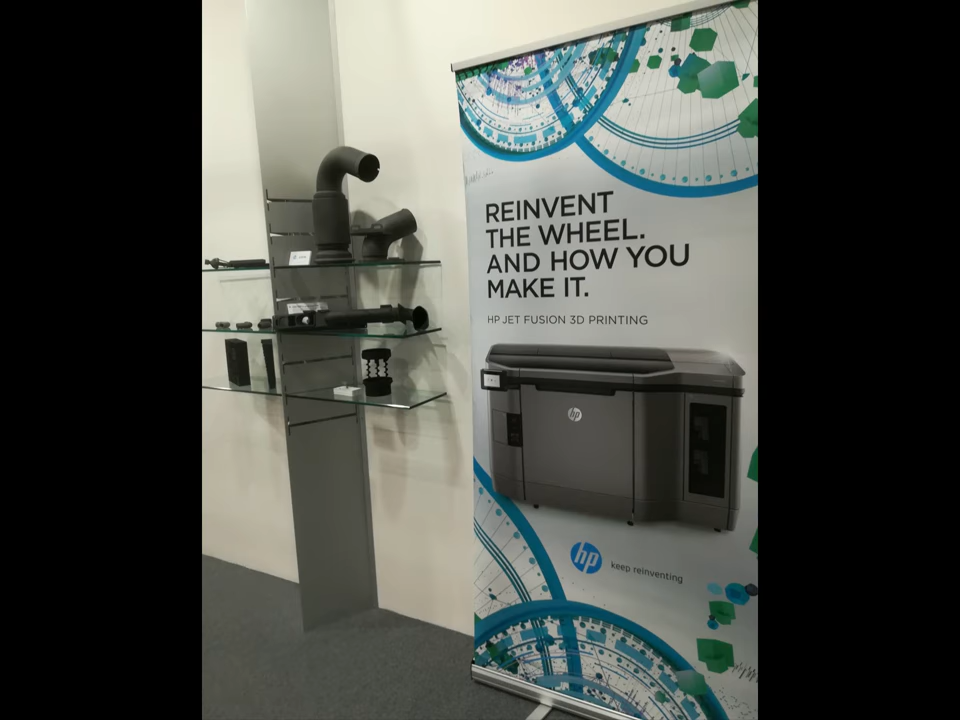 REINVENT
THE WHEEL.
AND HOW YOU
MAKE IT.
HP JET FUSION 3D PRINTING
hp
hp keep reinventing